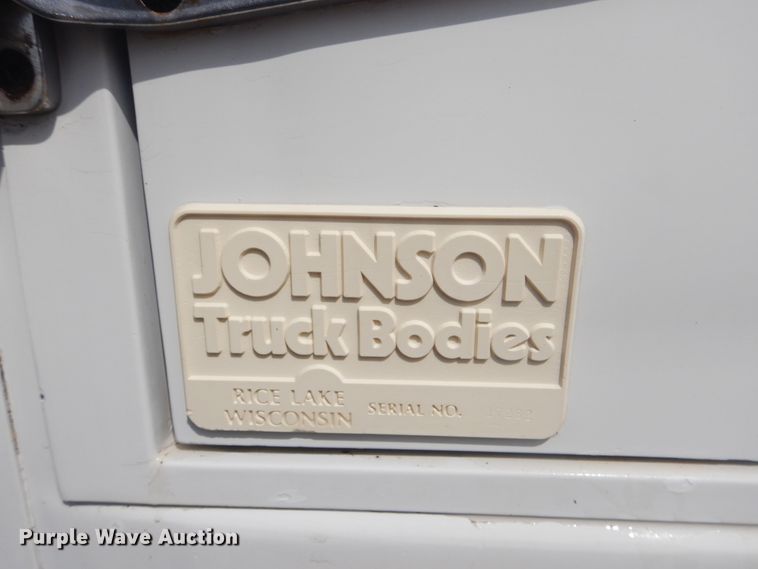 JOHNSON
Truck Bodies
RICE LAKE
WISCONSIN
SERIAL NO.
Purple Wave Auction